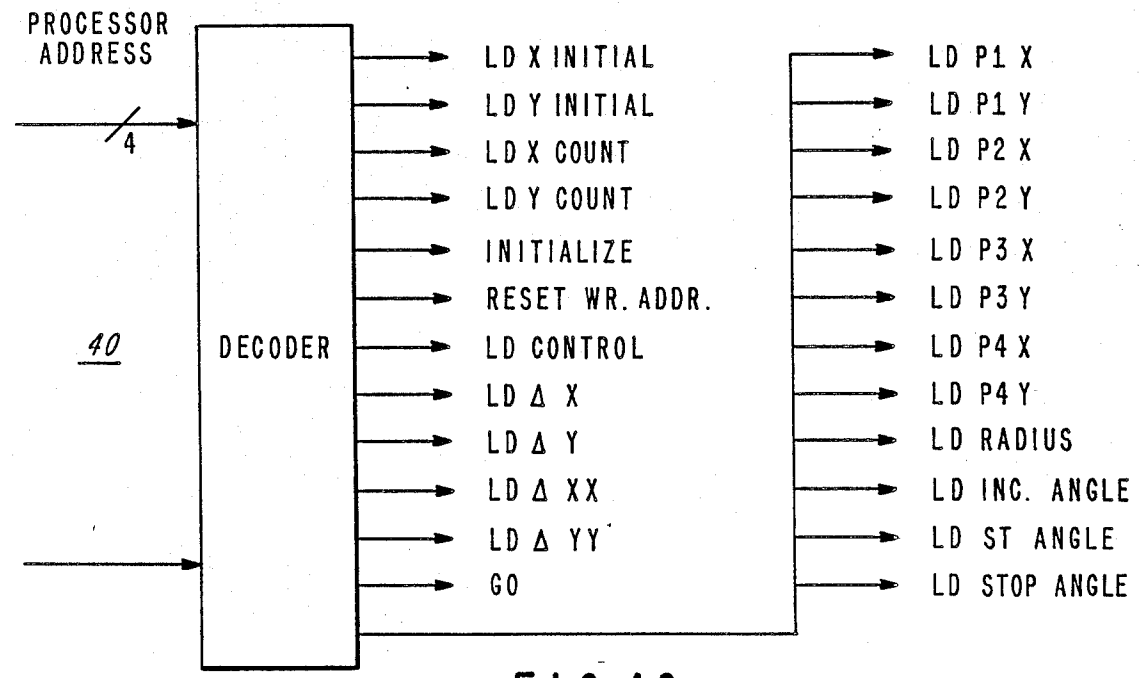 PROCESSOR
ADDRESS
4
40
DECODER
LD X INITIAL
LD Y INITIAL
LD X COUNT
LD Y COUNT
INITIALIZE
RESET WR. ADDR.
LD CONTROL
LD Δ X
LD Δ Y
LD Δ XX
LD Δ YY
GO
LD P1 X
LD P1 Y
LD P2 X
LD P2 Y
LD P3 X
LD P3 Y
LD P4 X
LD P4 Y
LD RADIUS
LD INC. ANGLE
LD ST ANGLE
LD STOP ANGLE